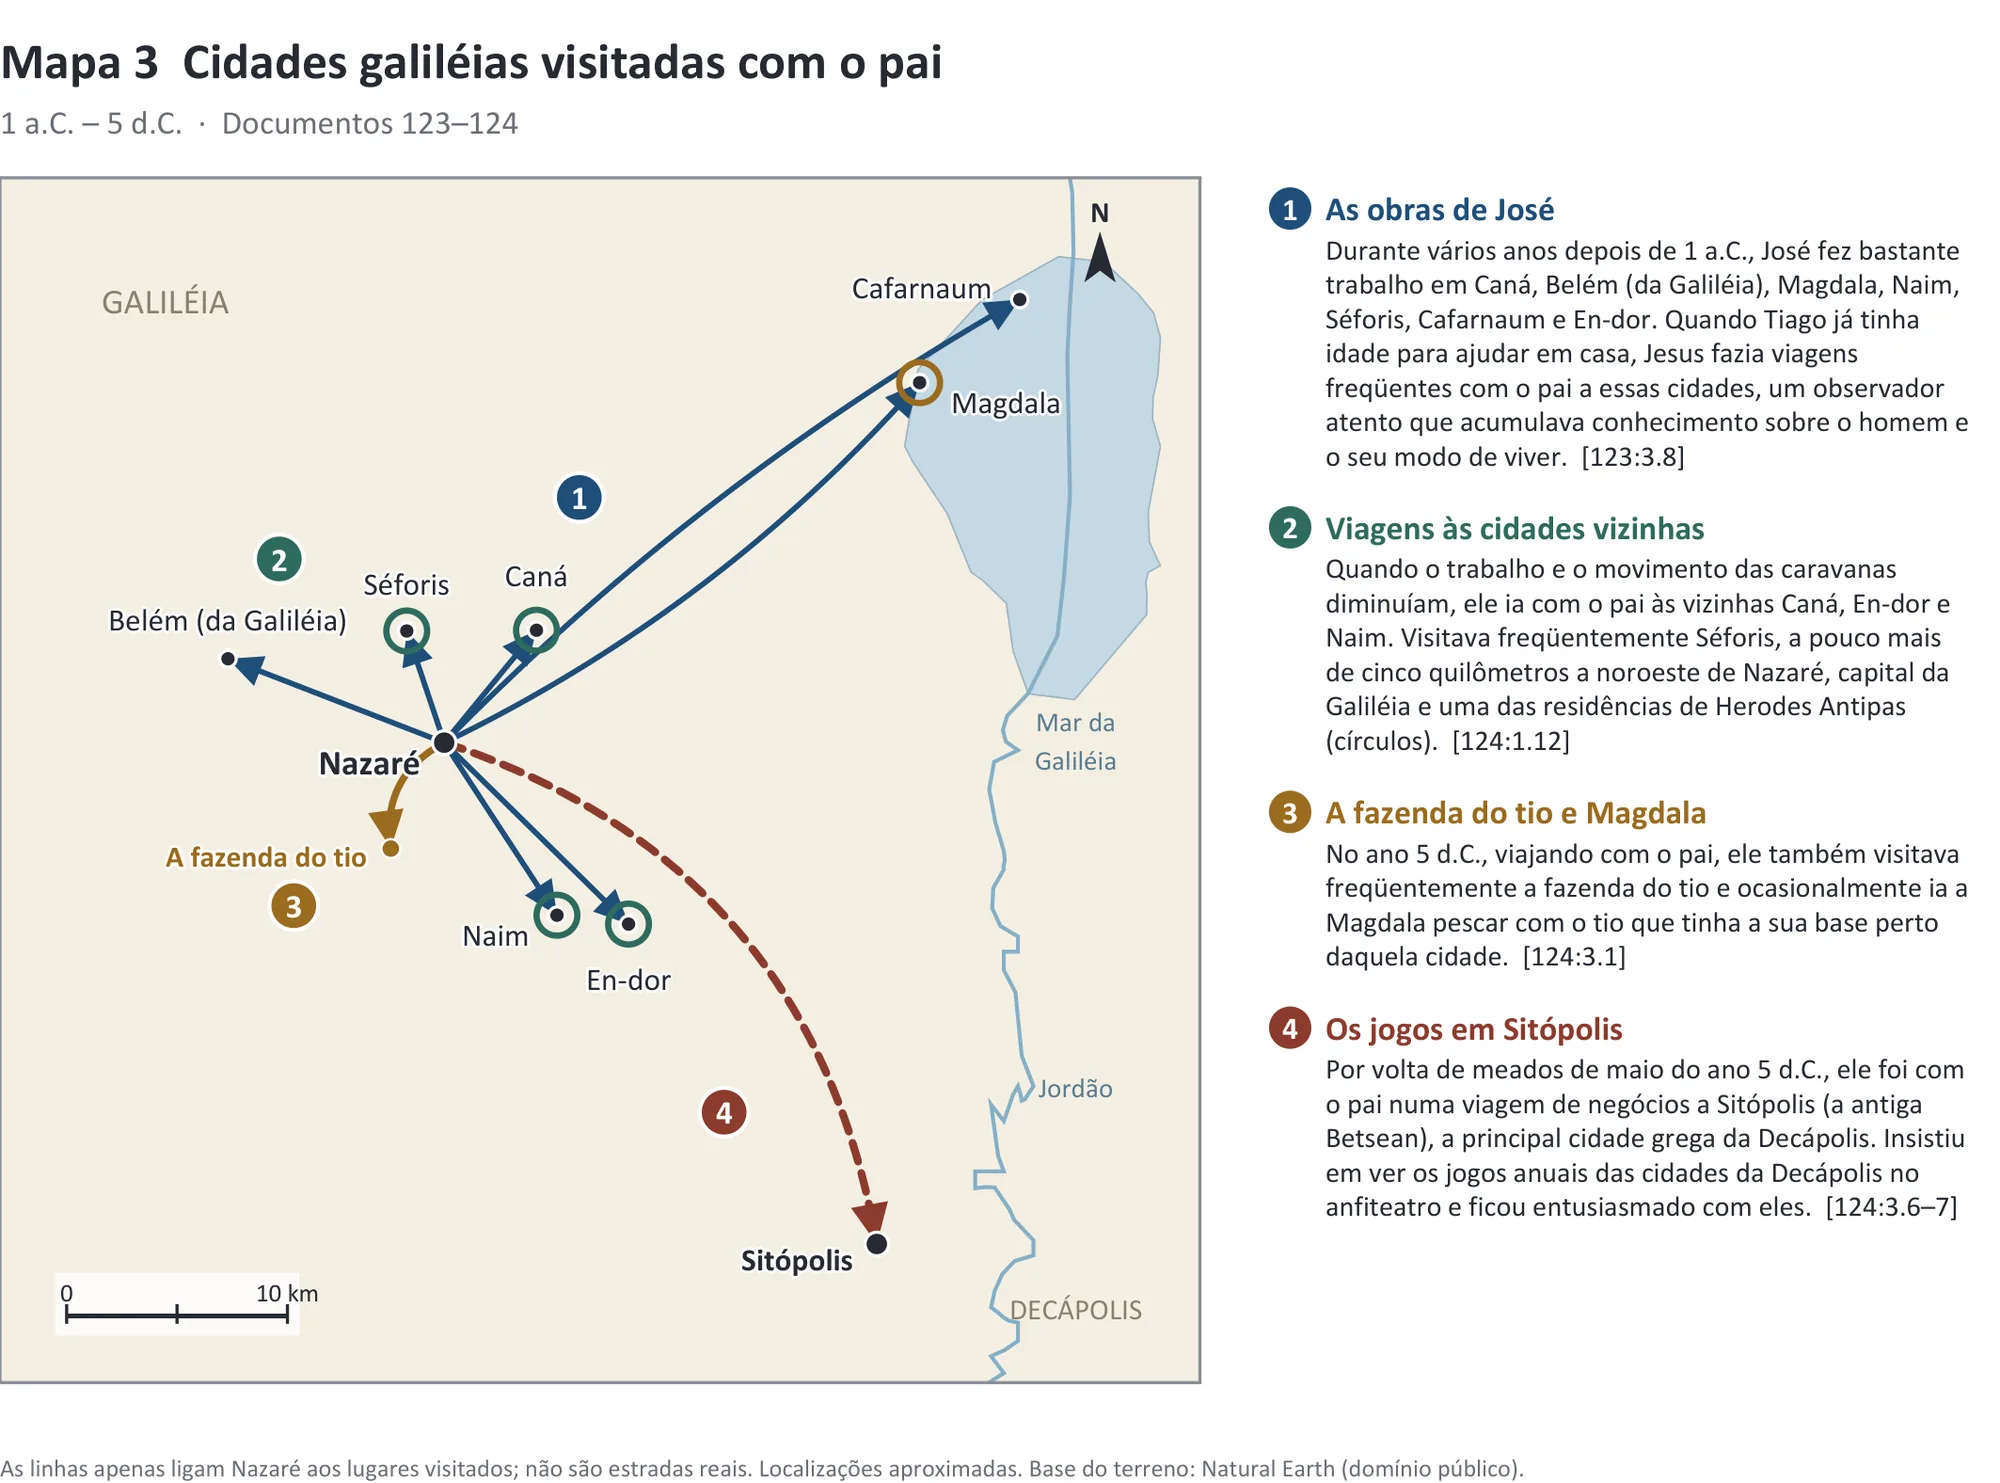 Mapa 3  Cidades galiléias visitadas com o pai
1 a.C. – 5 d.C.  ·  Documentos 123–124
N
GALILÉIA
Cafarnaum
Magdala
1
2
Séforis
Caná
Belém (da Galiléia)
Nazaré
Mar da
Galiléia
A fazenda do tio
3
Naim
En-dor
Jordão
4
Sitópolis
0
10 km
DECÁPOLIS
1 As obras de José
Durante vários anos depois de 1 a.C., José fez bastante
trabalho em Caná, Belém (da Galiléia), Magdala, Naim,
Séforis, Cafarnaum e En-dor. Quando Tiago já tinha
idade para ajudar em casa, Jesus fazia viagens
freqüentes com o pai a essas cidades, um observador
atento que acumulava conhecimento sobre o homem e
o seu modo de viver.  [123:3.8]
2 Viagens às cidades vizinhas
Quando o trabalho e o movimento das caravanas
diminuíam, ele ia com o pai às vizinhas Caná, En-dor e
Naim. Visitava freqüentemente Séforis, a pouco mais
de cinco quilômetros a noroeste de Nazaré, capital da
Galiléia e uma das residências de Herodes Antipas
(círculos).  [124:1.12]
3 A fazenda do tio e Magdala
No ano 5 d.C., viajando com o pai, ele também visitava
freqüentemente a fazenda do tio e ocasionalmente ia a
Magdala pescar com o tio que tinha a sua base perto
daquela cidade.  [124:3.1]
4 Os jogos em Sitópolis
Por volta de meados de maio do ano 5 d.C., ele foi com
o pai numa viagem de negócios a Sitópolis (a antiga
Betsean), a principal cidade grega da Decápolis. Insistiu
em ver os jogos anuais das cidades da Decápolis no
anfiteatro e ficou entusiasmado com eles.  [124:3.6–7]
As linhas apenas ligam Nazaré aos lugares visitados; não são estradas reais. Localizações aproximadas. Base do terreno: Natural Earth (domínio público).